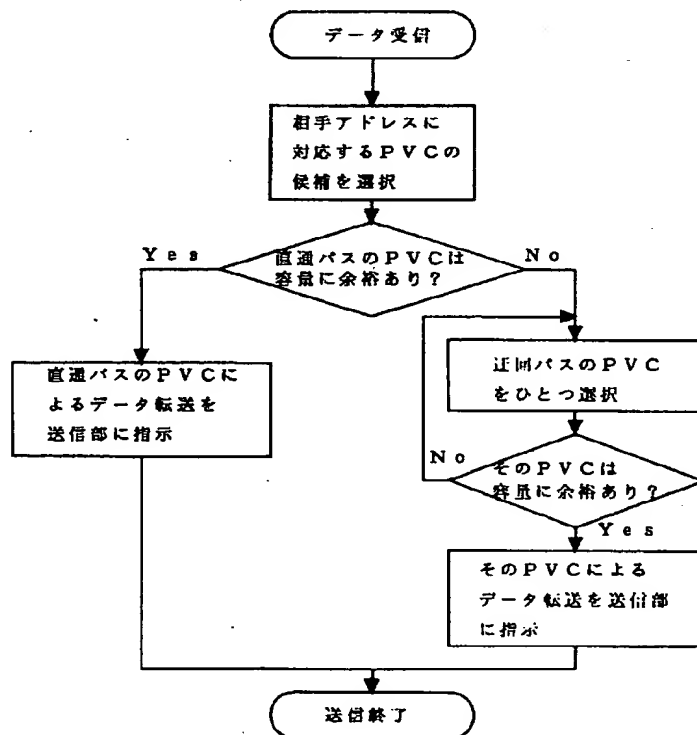 データ受信
相手アドレスに
対応するPVCの
候補を選択
直通パスのPVCは
容量に余裕あり？
Yes
No
直通パスのPVCに
よるデータ転送を
送信部に指示
迂回パスのPVC
をひとつ選択
そのPVCは
容量に余裕あり？
No
Yes
そのPVCによる
データ転送を送信部
に指示
送信終了